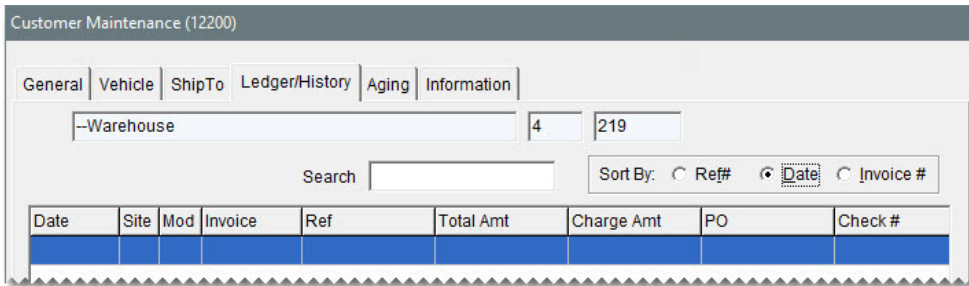 Customer Maintenance (12200)
General Vehicle ShipTo Ledger/History Aging Information
--Warehouse 4 219
Search Sort By: Ref# Date Invoice #
Date Site Mod Invoice Ref Total Amt Charge Amt PO Check #